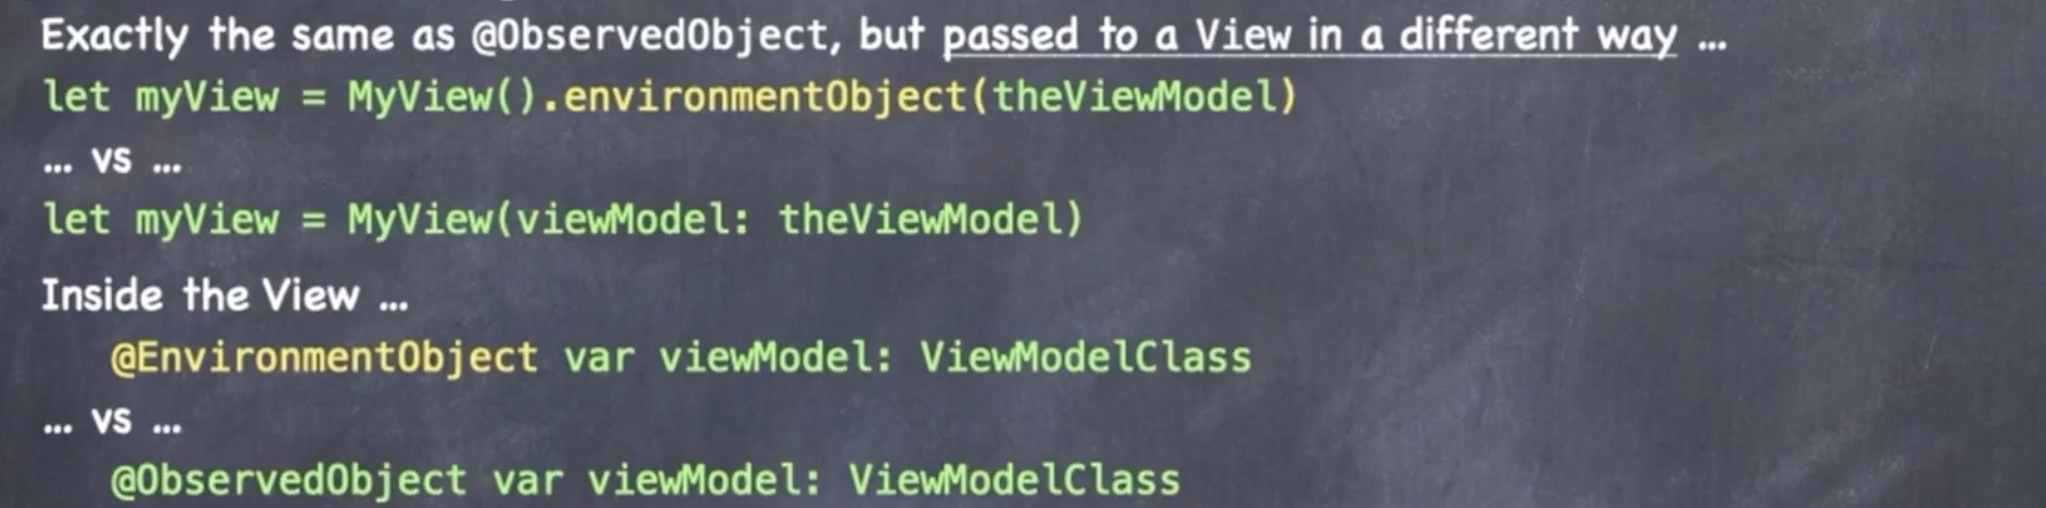 Exactly the same as @ObservedObject, but passed to a View in a different way ...
let myView = MyView().environmentObject(theViewModel)
... vs ...
let myView = MyView(viewModel: theViewModel)
Inside the View ...
@EnvironmentObject var viewModel: ViewModelClass
... vs ...
@ObservedObject var viewModel: ViewModelClass